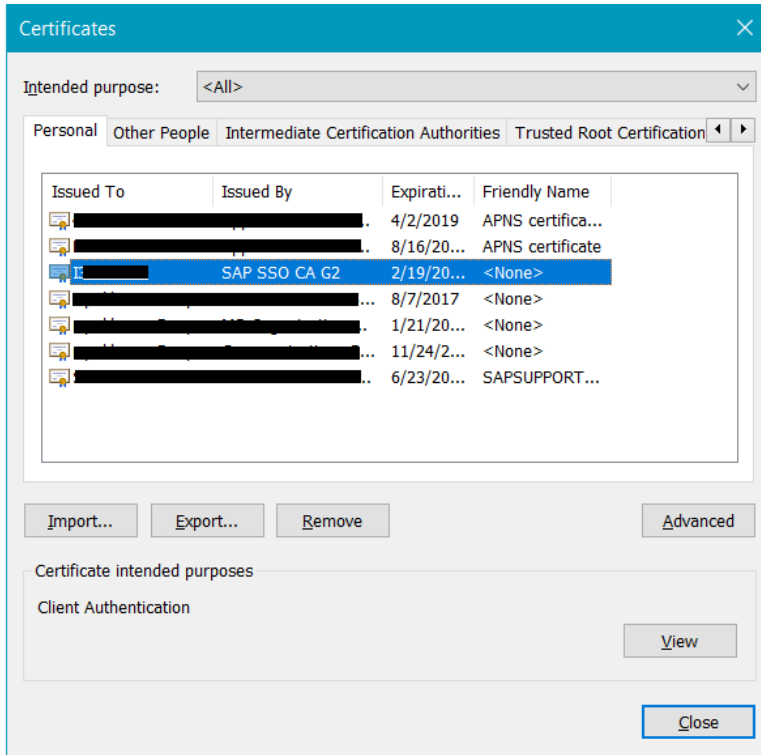 Certificates
Intended purpose: <All>
Personal Other People Intermediate Certification Authorities Trusted Root Certification
Issued To Issued By Expirati... Friendly Name
.. 4/2/2019 APNS certifica...
.. 8/16/20... APNS certificate
SAP SSO CA G2 2/19/20... <None>
... 8/7/2017 <None>
.. 1/21/20... <None>
... 11/24/2... <None>
.. 6/23/20... SAPSUPPORT...
Import... Export... Remove Advanced
Certificate intended purposes
Client Authentication
View
Close